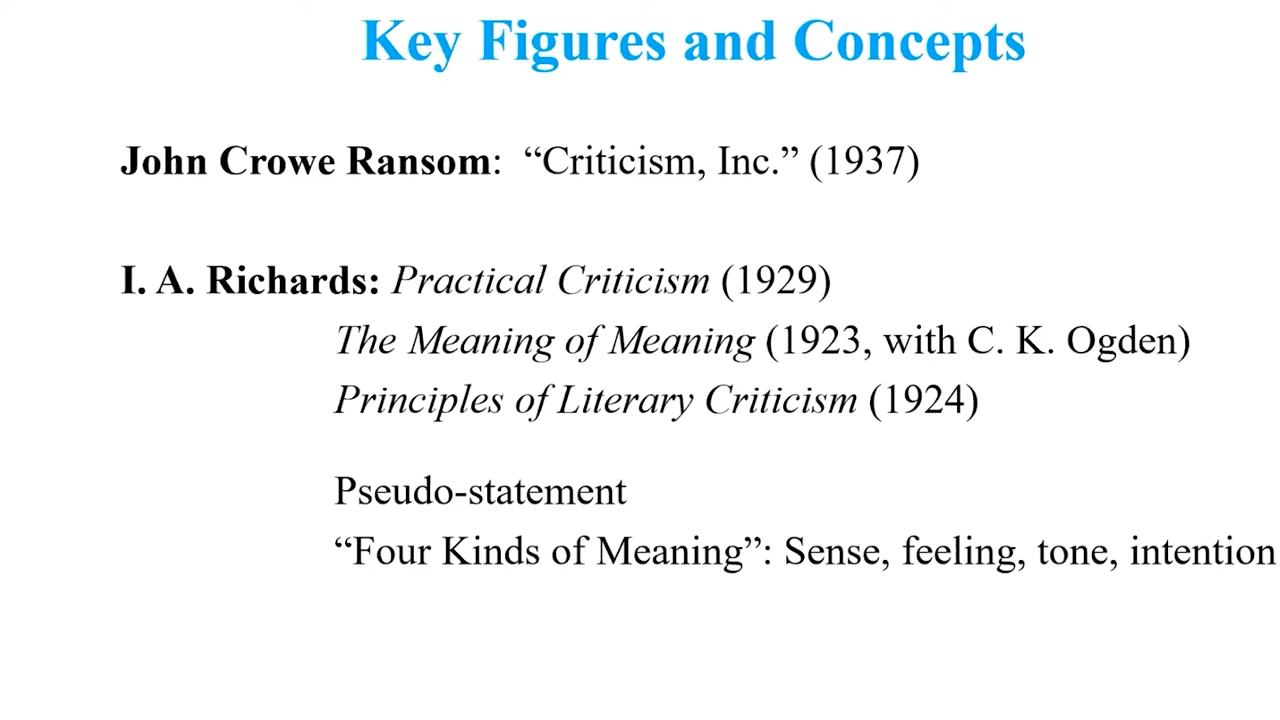 Key Figures and Concepts
John Crowe Ransom: “Criticism, Inc.” (1937)
I. A. Richards: Practical Criticism (1929)
The Meaning of Meaning (1923, with C. K. Ogden)
Principles of Literary Criticism (1924)
Pseudo-statement
“Four Kinds of Meaning”: Sense, feeling, tone, intention